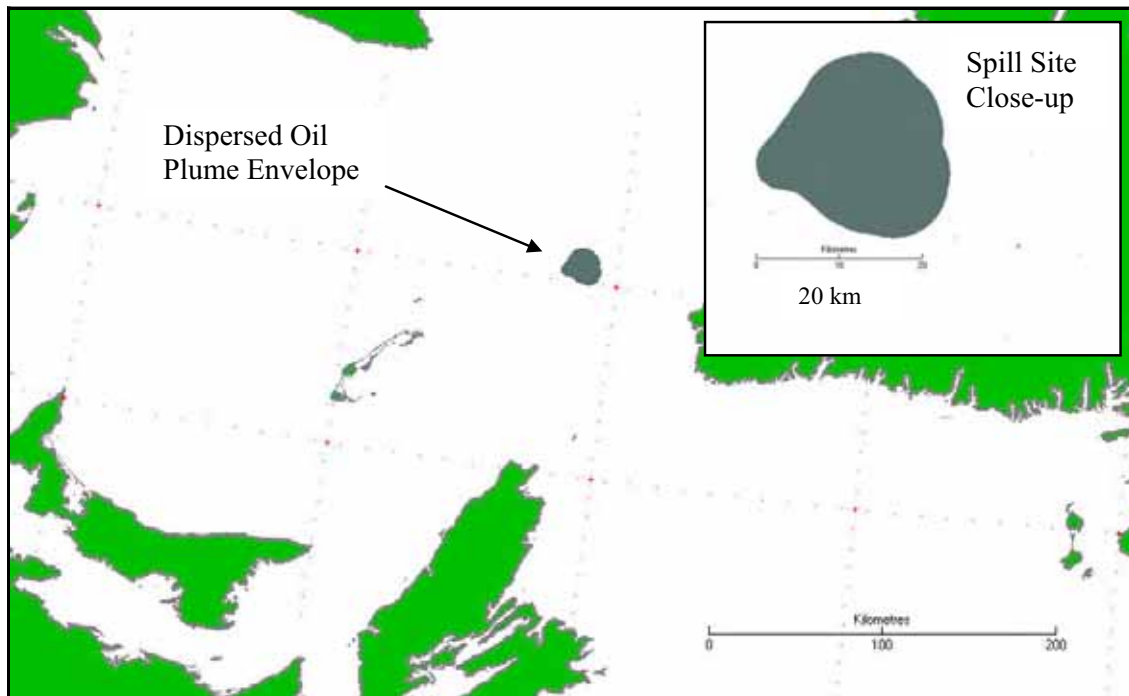 Spill Site
Close-up
Dispersed Oil
Plume Envelope
Kilometres
0 10 20
20 km
Kilometres
0 100 200